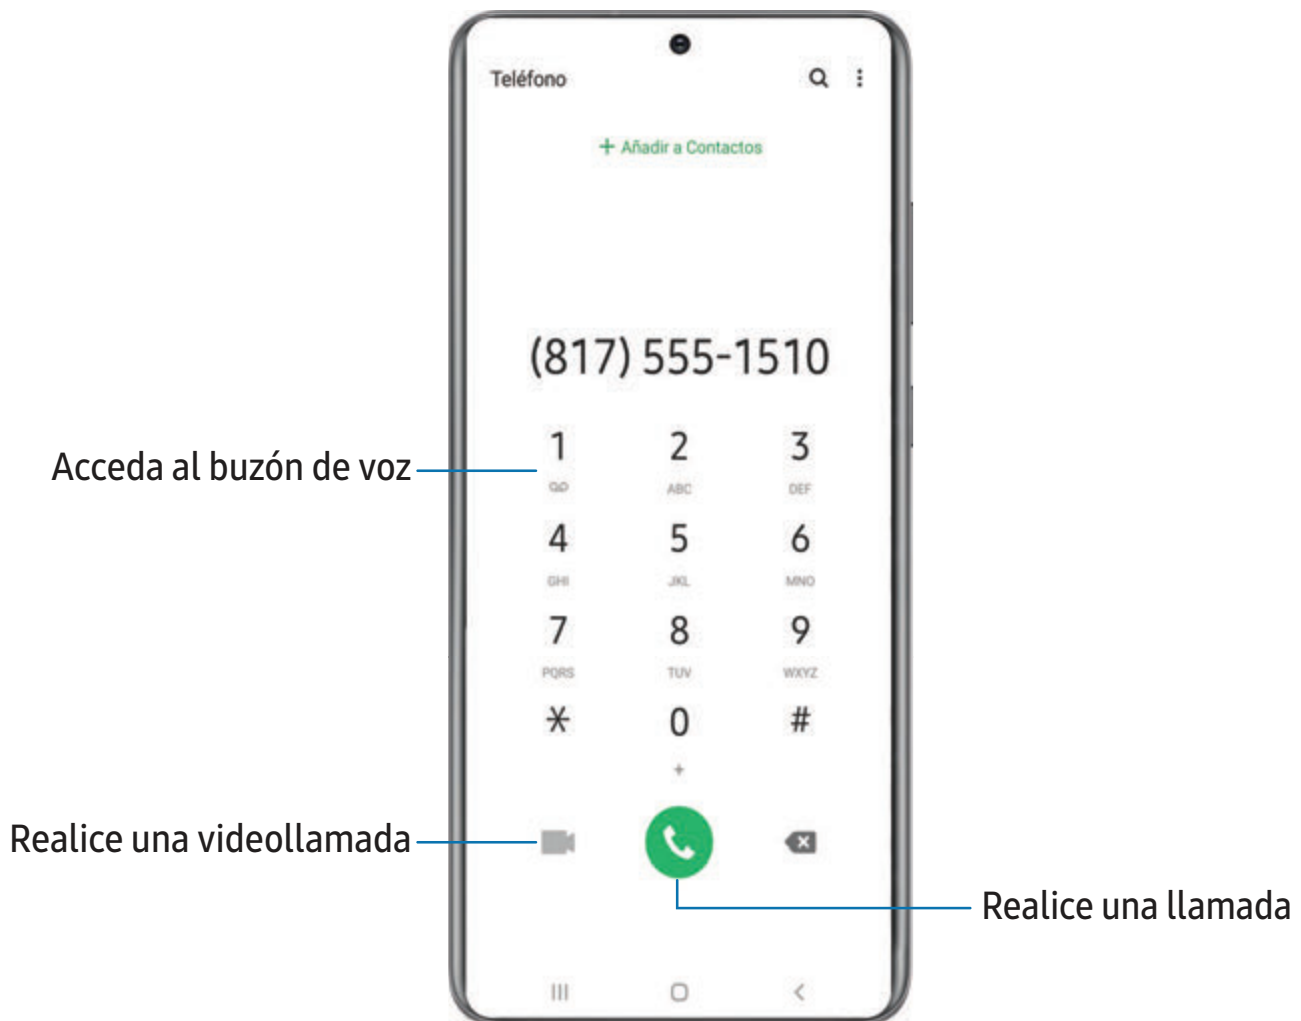 Teléfono
+ Añadir a Contactos
(817) 555-1510
1 2 3
ABC DEF
Acceda al buzón de voz
4 5 6
GHI JKL MNO
7 8 9
PQRS TUV WXYZ
* 0 #
+
Realice una videollamada
Realice una llamada